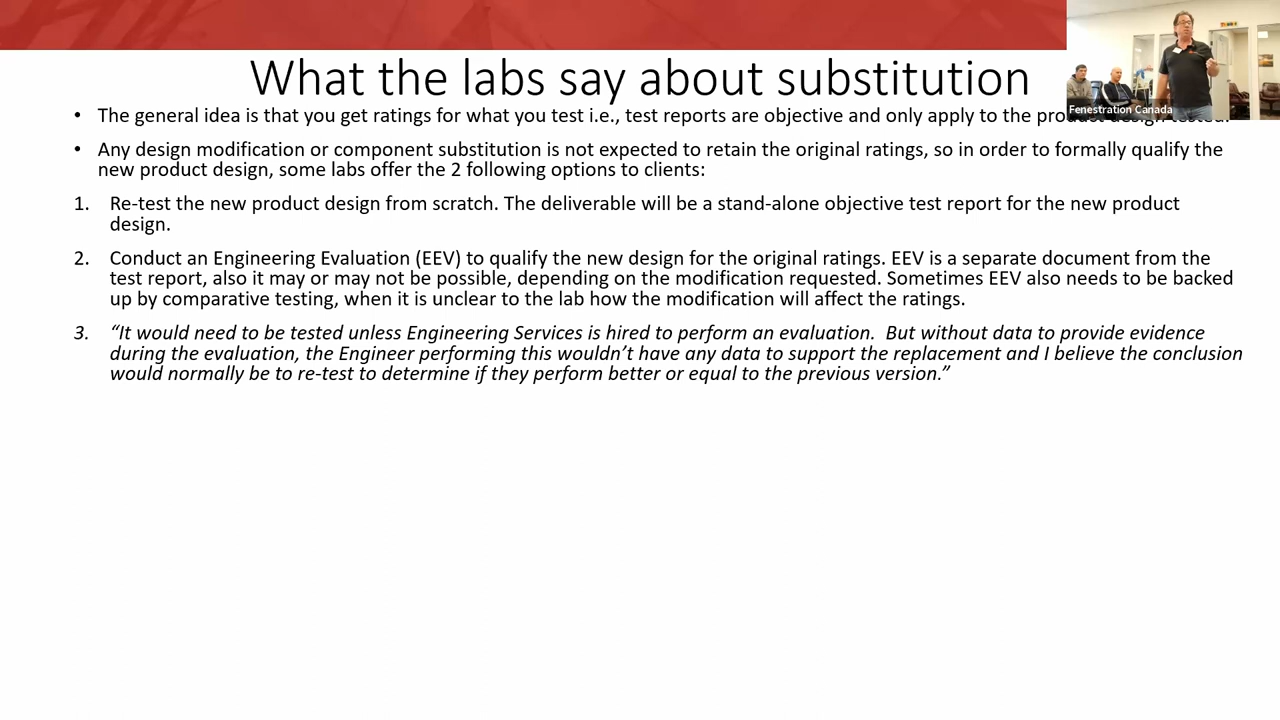 What the labs say about substitution
Fenestration Canada
• The general idea is that you get ratings for what you test i.e., test reports are objective and only apply to the product design tested.
• Any design modification or component substitution is not expected to retain the original ratings, so in order to formally qualify the
new product design, some labs offer the 2 following options to clients:
1. Re-test the new product design from scratch. The deliverable will be a stand-alone objective test report for the new product
design.
2. Conduct an Engineering Evaluation (EEV) to qualify the new design for the original ratings. EEV is a separate document from the
test report, also it may or may not be possible, depending on the modification requested. Sometimes EEV also needs to be backed
up by comparative testing, when it is unclear to the lab how the modification will affect the ratings.
3. “It would need to be tested unless Engineering Services is hired to perform an evaluation.  But without data to provide evidence
during the evaluation, the Engineer performing this wouldn’t have any data to support the replacement and I believe the conclusion
would normally be to re-test to determine if they perform better or equal to the previous version.”